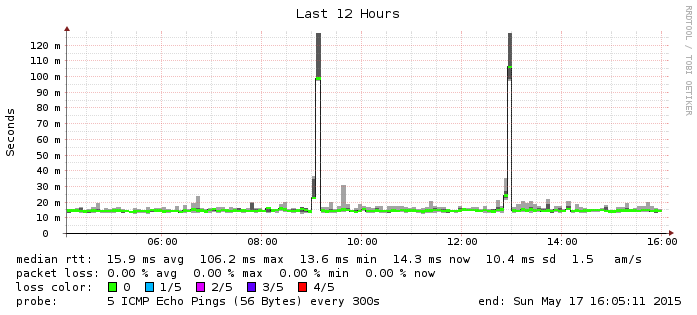 Last 12 Hours
RRDTOOL / TOBI OETIKER
Seconds
120 m
110 m
100 m
90 m
80 m
70 m
60 m
50 m
40 m
30 m
20 m
10 m
0
06:00 08:00 10:00 12:00 14:00 16:00
median rtt: 15.9 ms avg 106.2 ms max 13.6 ms min 14.3 ms now 10.4 ms sd 1.5 am/s
packet loss: 0.00 % avg 0.00 % max 0.00 % min 0.00 % now
loss color: 0 1/5 2/5 3/5 4/5
probe: 5 ICMP Echo Pings (56 Bytes) every 300s end: Sun May 17 16:05:11 2015